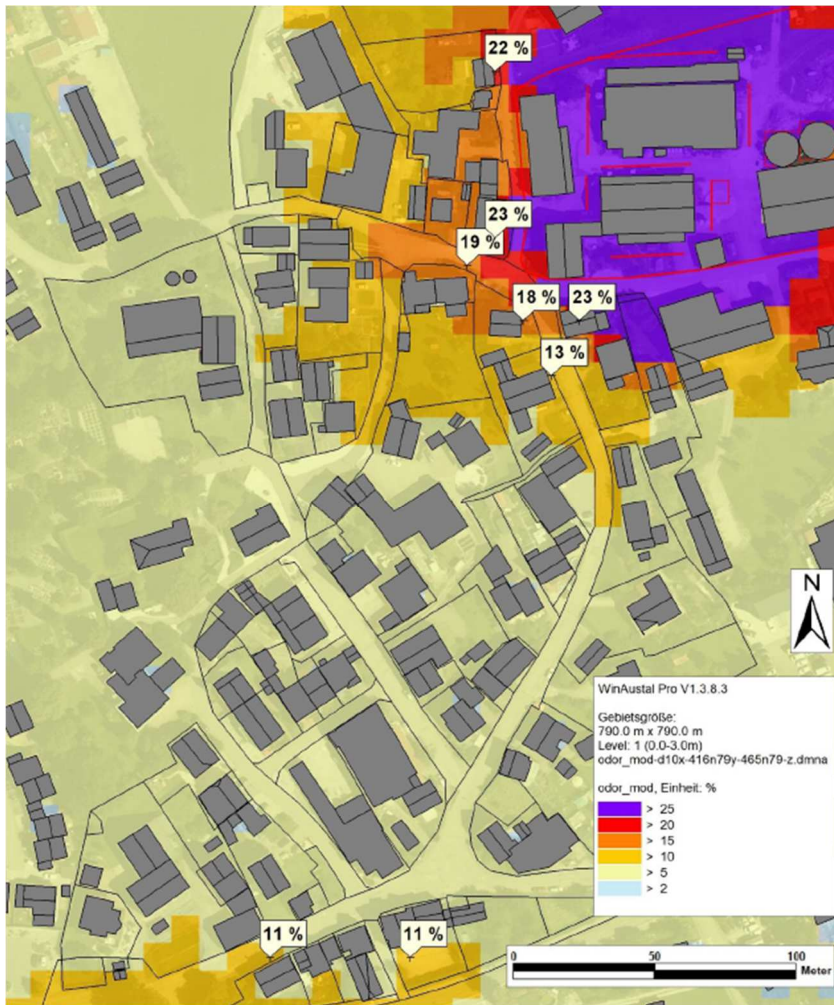 22 %
23 %
19 %
18 %
23 %
13 %
N
WinAustal Pro V1.3.8.3
Gebietsgröße:
790.0 m x 790.0 m
Level: 1 (0.0-3.0m)
odor_mod-d10x-416n79y-465n79-z.dmna
odor_mod, Einheit: %
> 25
> 20
> 15
> 10
> 5
> 2
11 %
11 %
0
50
100
Meter